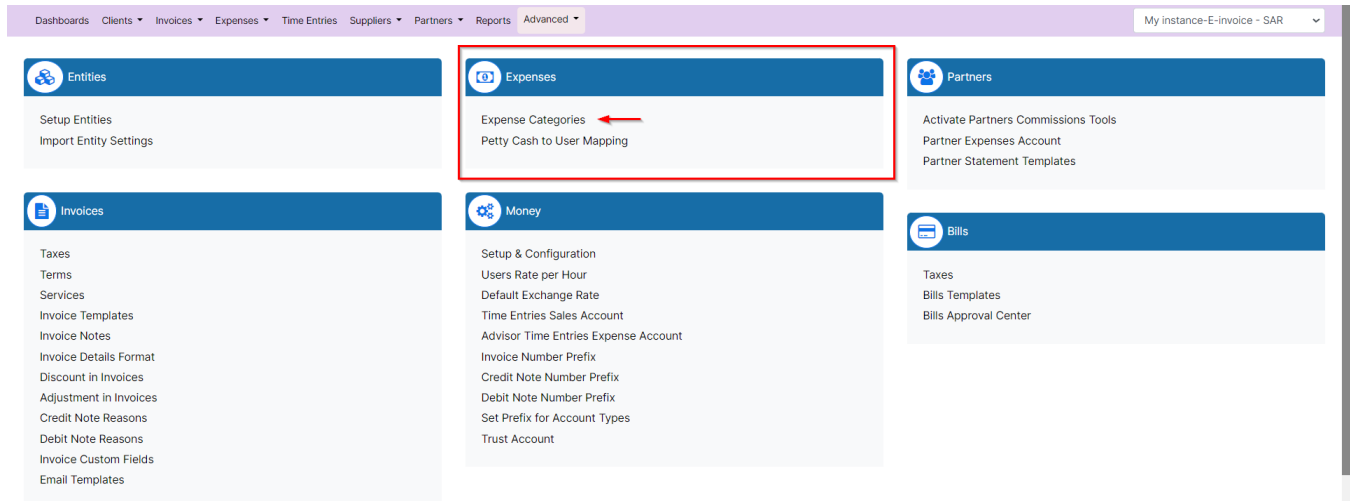 Dashboards Clients Invoices Expenses Time Entries Suppliers Partners Reports Advanced My instance-E-invoice - SAR
Entities
Setup Entities
Import Entity Settings
Expenses
Expense Categories
Petty Cash to User Mapping
Partners
Activate Partners Commissions Tools
Partner Expenses Account
Partner Statement Templates
Invoices
Taxes
Terms
Services
Invoice Templates
Invoice Notes
Invoice Details Format
Discount in Invoices
Adjustment in Invoices
Credit Note Reasons
Debit Note Reasons
Invoice Custom Fields
Email Templates
Money
Setup & Configuration
Users Rate per Hour
Default Exchange Rate
Time Entries Sales Account
Advisor Time Entries Expense Account
Invoice Number Prefix
Credit Note Number Prefix
Debit Note Number Prefix
Set Prefix for Account Types
Trust Account
Bills
Taxes
Bills Templates
Bills Approval Center